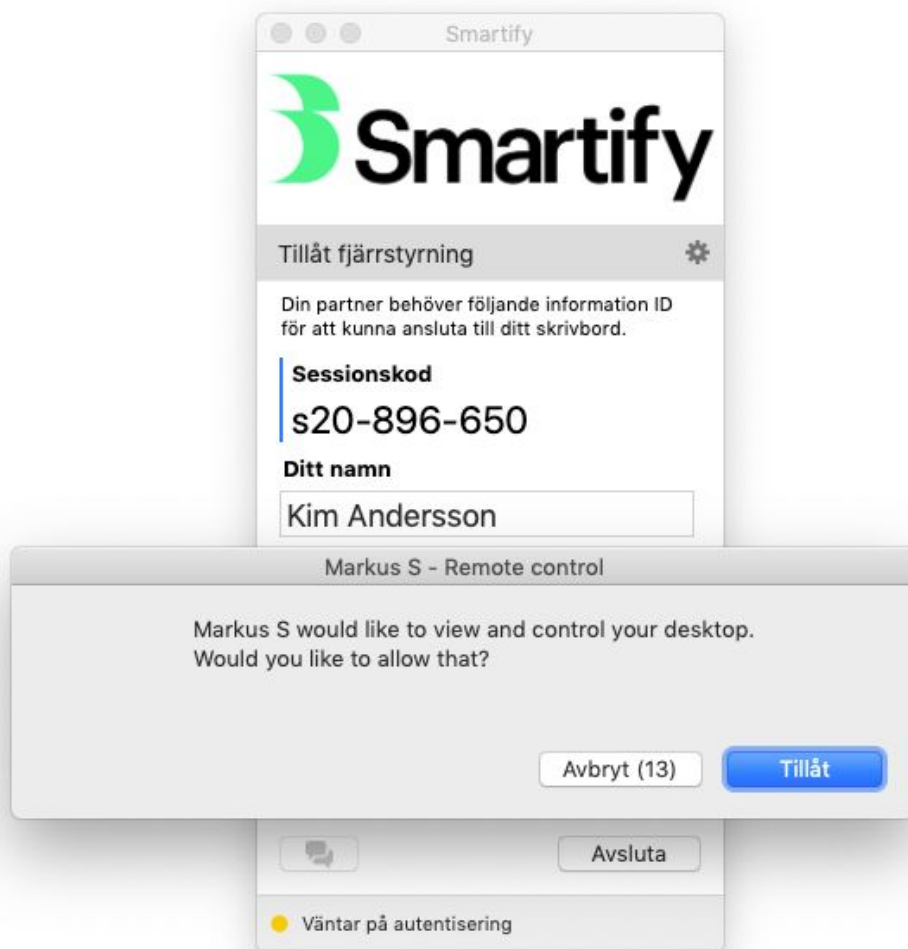 Smartify
Smartify
Tillåt fjärrstyrning
Din partner behöver följande information ID
för att kunna ansluta till ditt skrivbord.
Sessionskod
s20-896-650
Ditt namn
Kim Andersson
Markus S - Remote control
Markus S would like to view and control your desktop.
Would you like to allow that?
Avbryt (13)
Tillåt
Avsluta
Väntar på autentisering